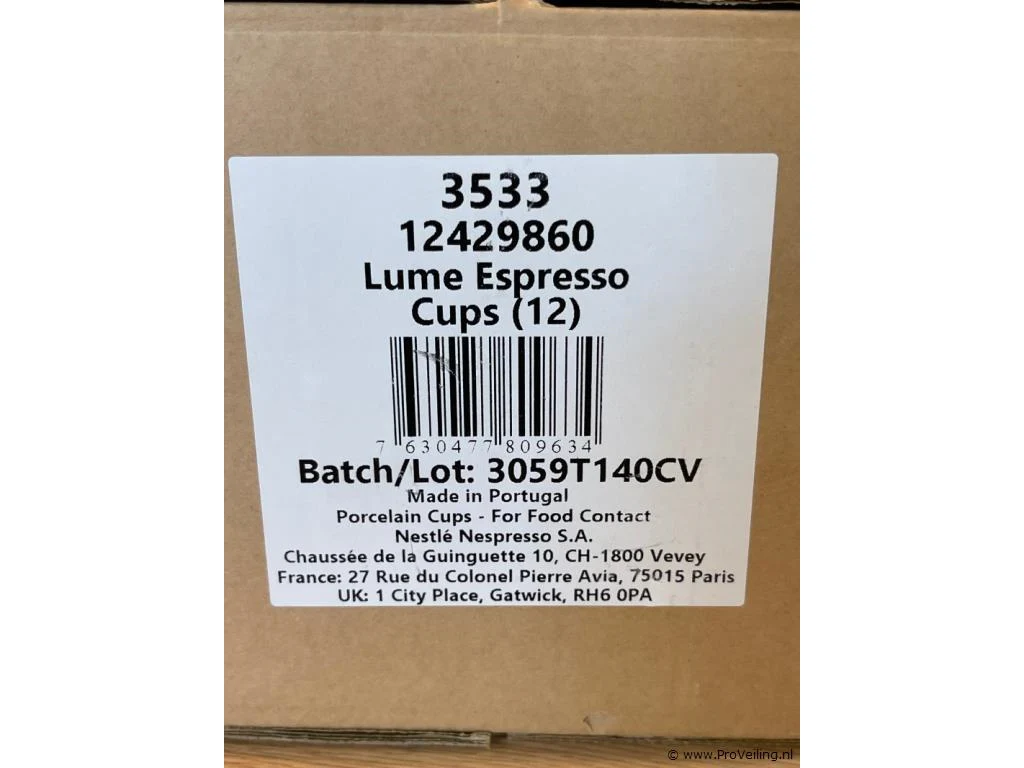 3533
12429860
Lume Espresso
Cups (12)
7 630477 809634
Batch/Lot: 3059T140CV
Made in Portugal
Porcelain Cups - For Food Contact
Nestlé Nespresso S.A.
Chaussée de la Guinguette 10, CH-1800 Vevey
France: 27 Rue du Colonel Pierre Avia, 75015 Paris
UK: 1 City Place, Gatwick, RH6 0PA
© www.ProVeiling.nl